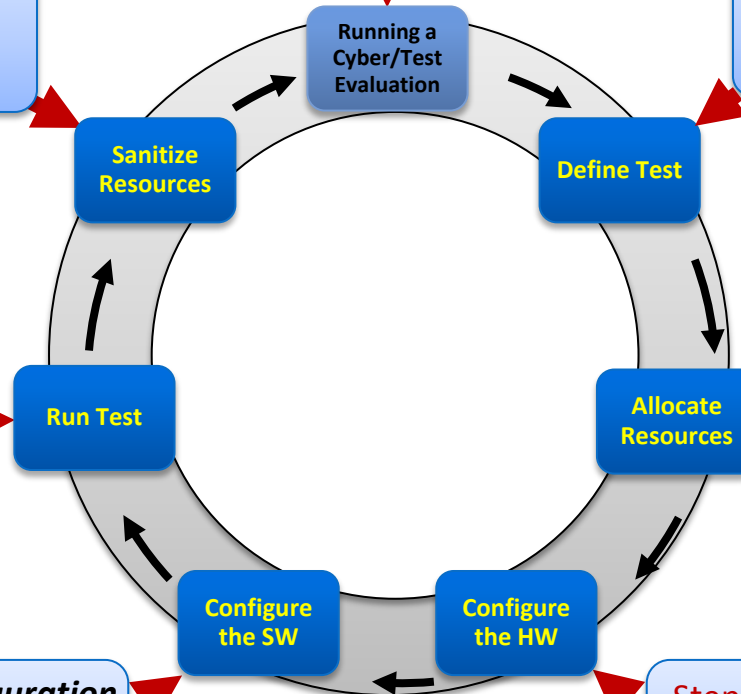 Running a
Cyber/Test
Evaluation
Define Test
Allocate
Resources
Configure
the HW
Configure
the SW
Run Test
Sanitize
Resources